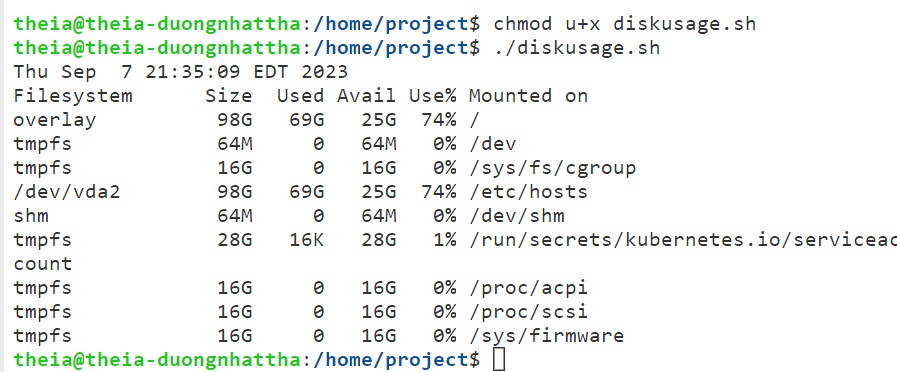 theia@theia-duongnhattha:/home/project$ chmod u+x diskusage.sh
theia@theia-duongnhattha:/home/project$ ./diskusage.sh
Thu Sep  7 21:35:09 EDT 2023
Filesystem      Size  Used Avail Use% Mounted on
overlay          98G   69G   25G  74% /
tmpfs            64M     0   64M   0% /dev
tmpfs            16G     0   16G   0% /sys/fs/cgroup
/dev/vda2        98G   69G   25G  74% /etc/hosts
shm              64M     0   64M   0% /dev/shm
tmpfs            28G   16K   28G   1% /run/secrets/kubernetes.io/serviceac
count
tmpfs            16G     0   16G   0% /proc/acpi
tmpfs            16G     0   16G   0% /proc/scsi
tmpfs            16G     0   16G   0% /sys/firmware
theia@theia-duongnhattha:/home/project$